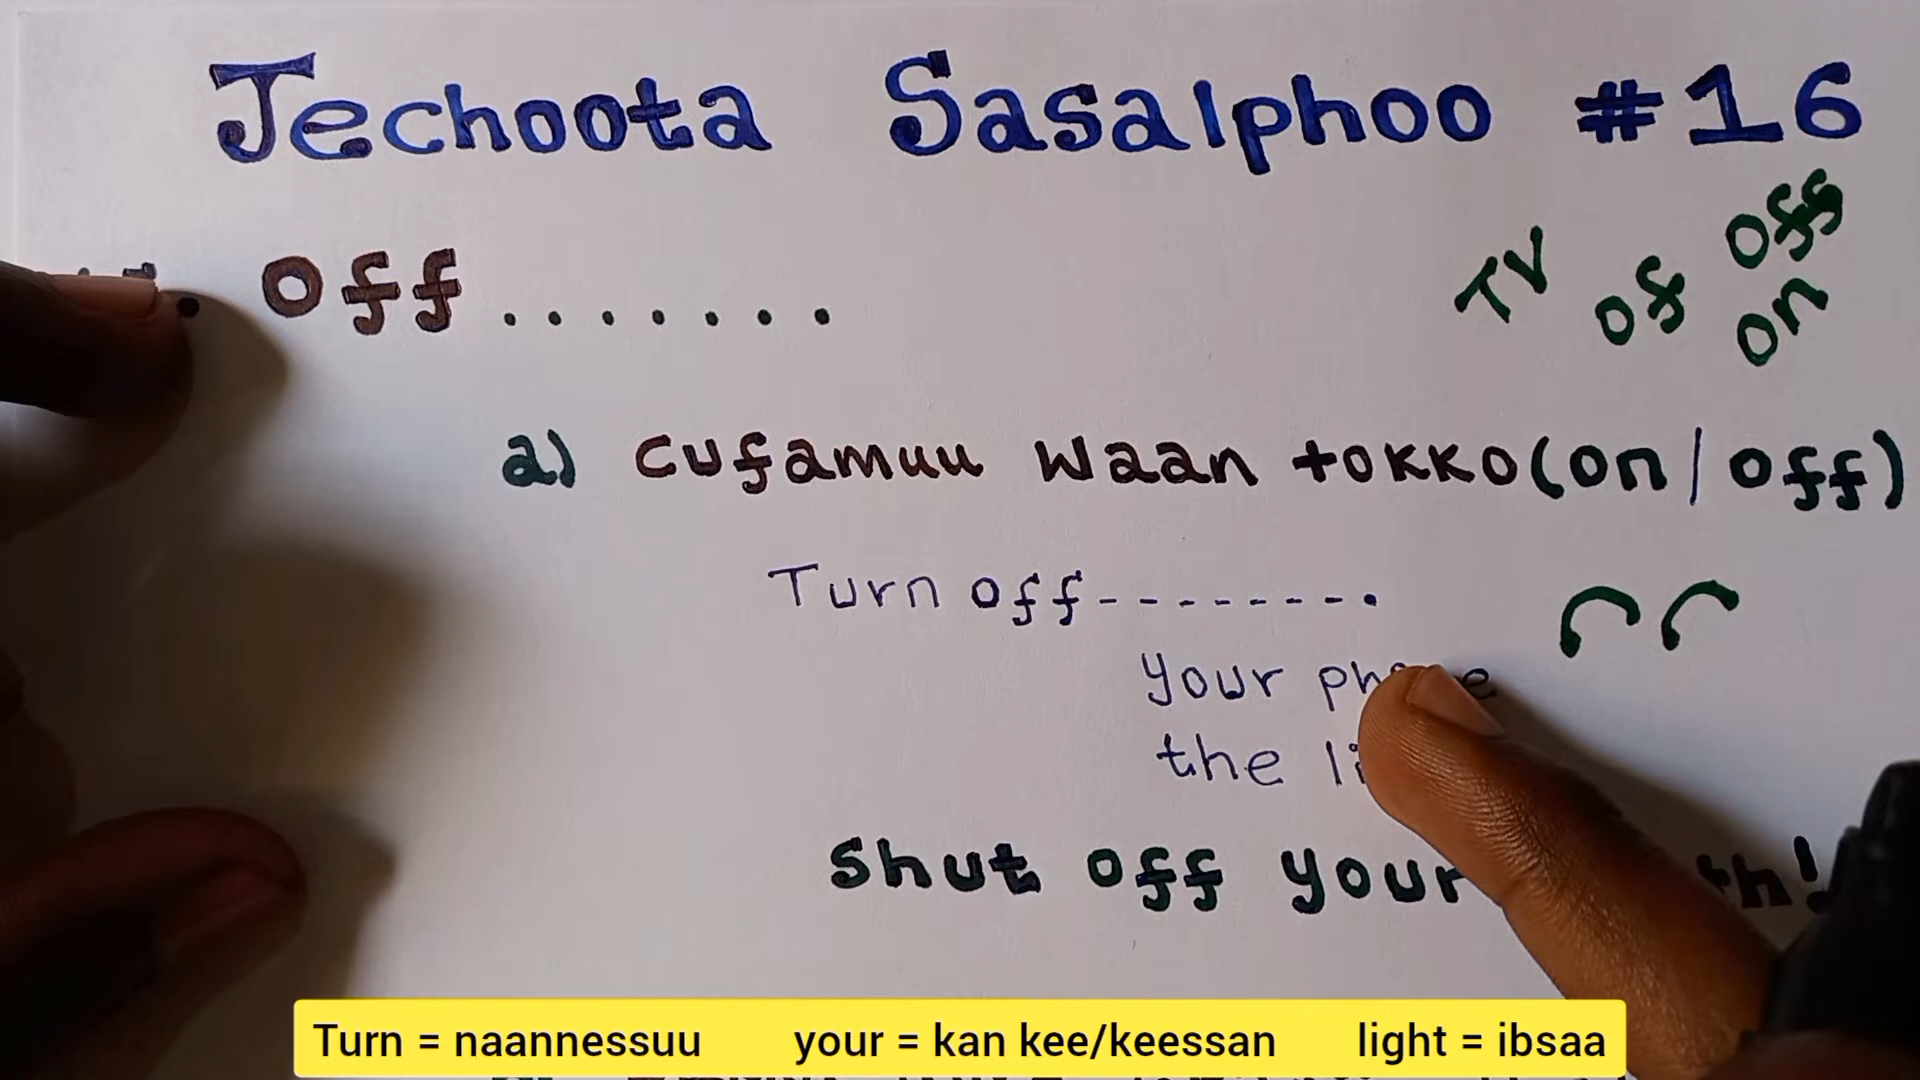 Jechoota Sasalphoo #16
Off.......
TV of off
on
a) cufamuu waan tokko (on / off)
Turn off--------.
your
the
Shut off your
Turn = naannessuu your = kan kee/keessan light = ibsaa